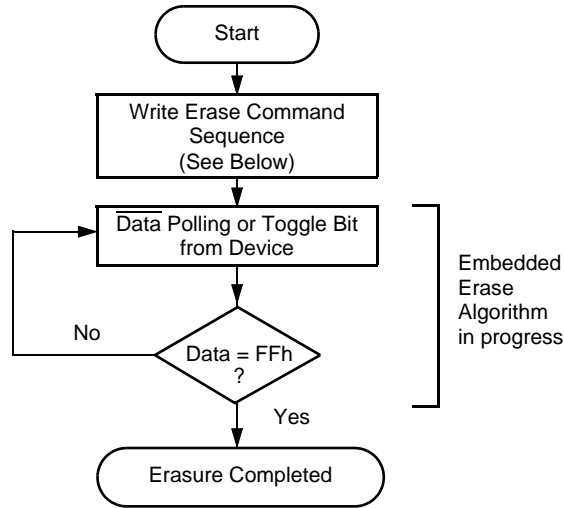 Start
Write Erase Command
Sequence
(See Below)
Data Polling or Toggle Bit
from Device
Embedded
Erase
Algorithm
in progress
No
Data = FFh
?
Yes
Erasure Completed